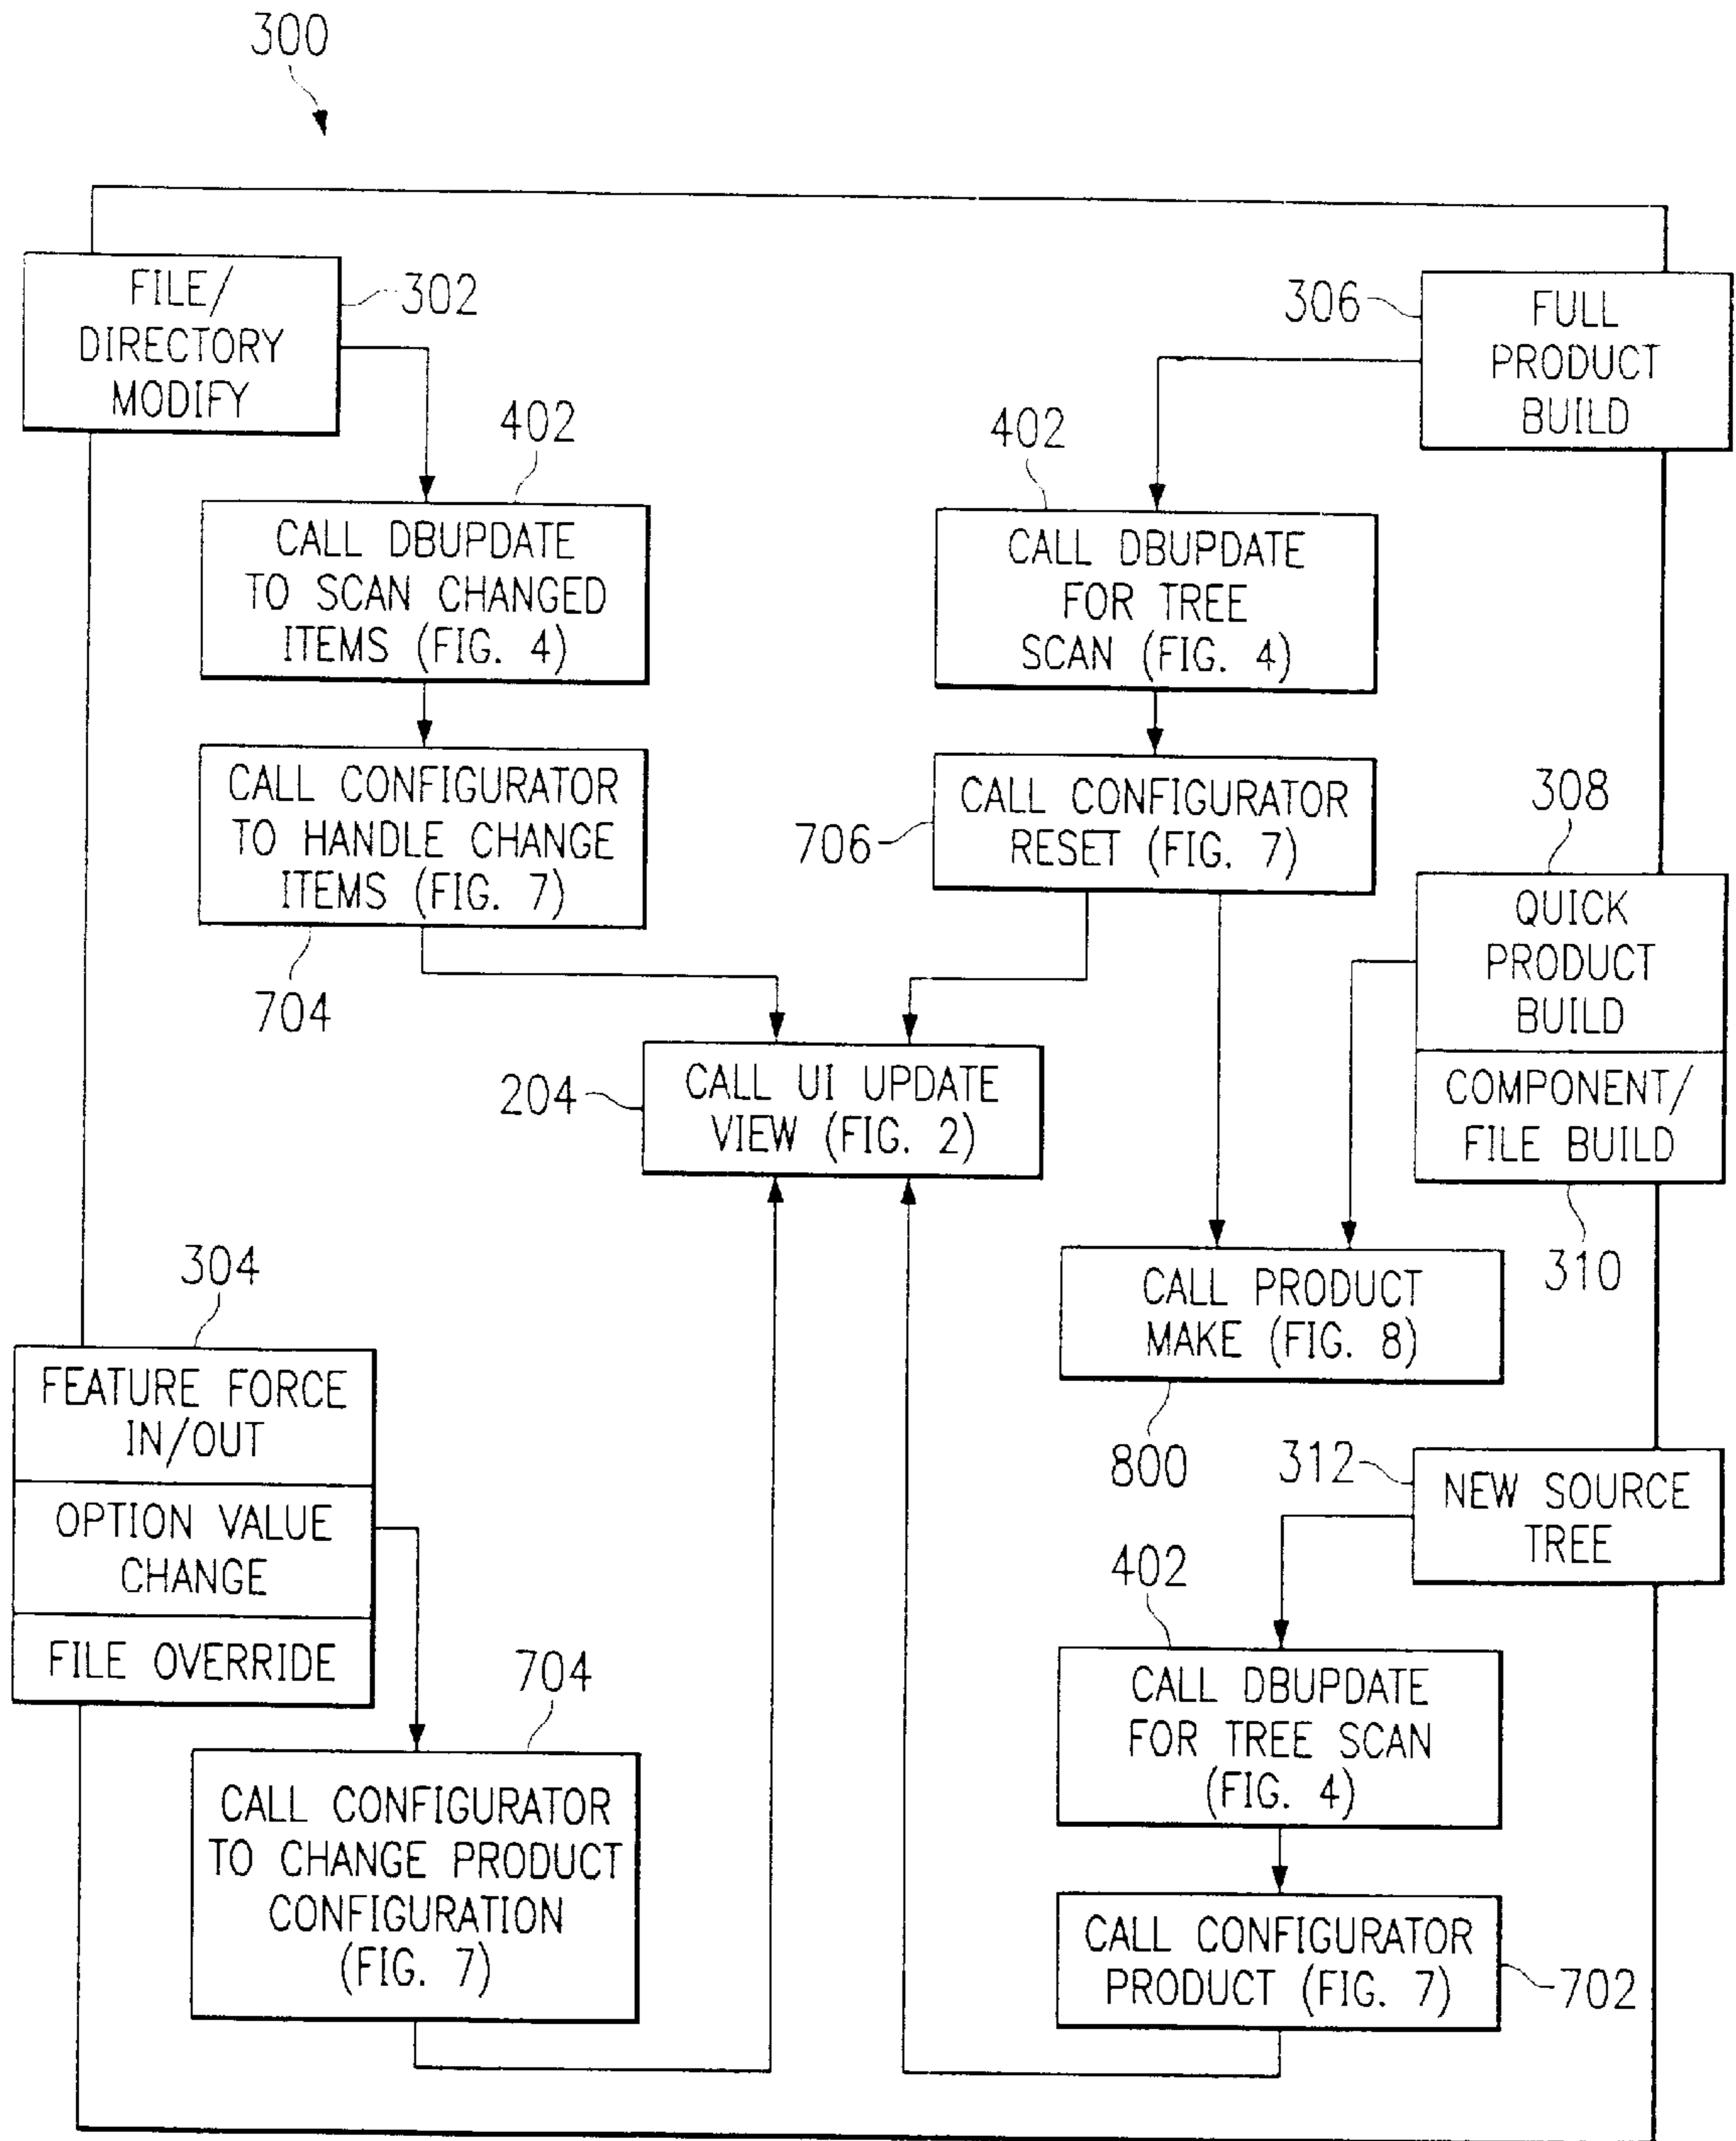 300
FILE/
DIRECTORY
MODIFY
302
306
FULL
PRODUCT
BUILD
402
CALL DBUPDATE
TO SCAN CHANGED
ITEMS (FIG. 4)
402
CALL DBUPDATE
FOR TREE
SCAN (FIG. 4)
CALL CONFIGURATOR
TO HANDLE CHANGE
ITEMS (FIG. 7)
704
706
CALL CONFIGURATOR
RESET (FIG. 7)
308
QUICK
PRODUCT
BUILD
COMPONENT/
FILE BUILD
310
204
CALL UI UPDATE
VIEW (FIG. 2)
CALL PRODUCT
MAKE (FIG. 8)
800
304
FEATURE FORCE
IN/OUT
OPTION VALUE
CHANGE
FILE OVERRIDE
312
NEW SOURCE
TREE
402
CALL DBUPDATE
FOR TREE SCAN
(FIG. 4)
704
CALL CONFIGURATOR
TO CHANGE PRODUCT
CONFIGURATION
(FIG. 7)
CALL CONFIGURATOR
PRODUCT (FIG. 7)
702